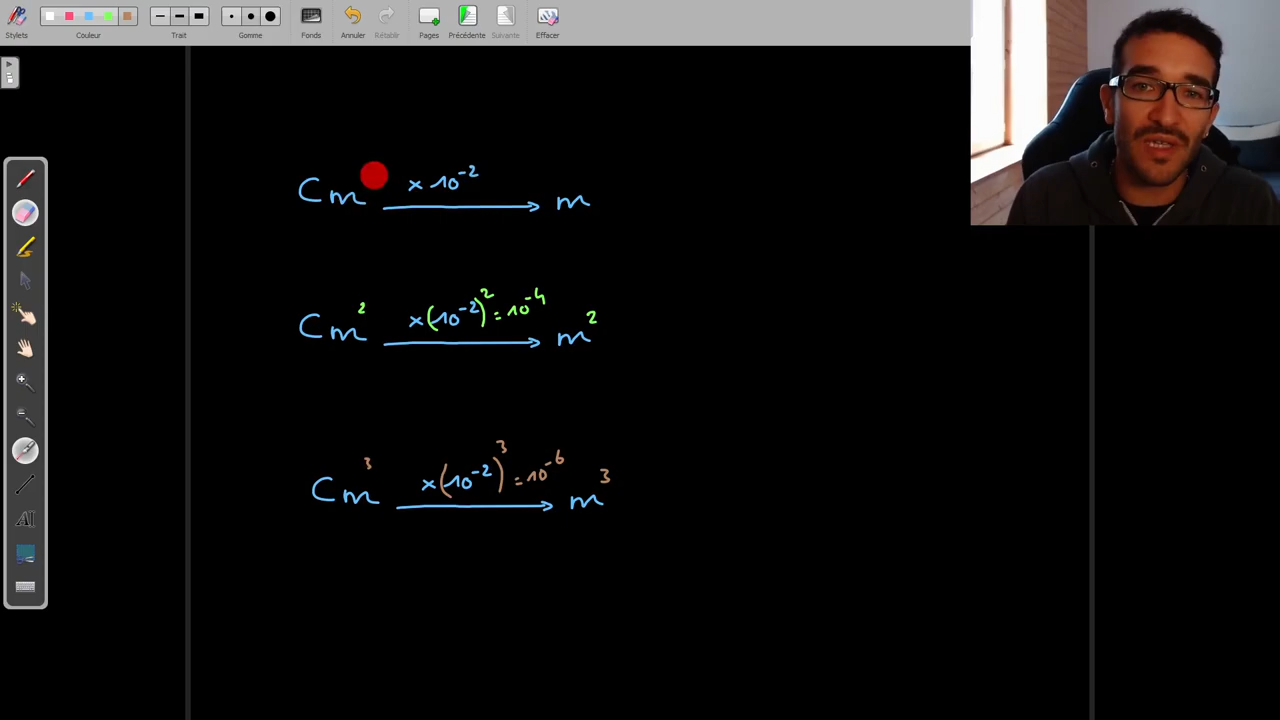 Stylets Couleur Trait Gomme Fonds Annuler Rétablir Pages Précédente Suivante Effacer
× 10⁻²
Cm → m
× (10⁻²)² = 10⁻⁴
Cm² → m²
× (10⁻²)³ = 10⁻⁶
Cm³ → m³
AI